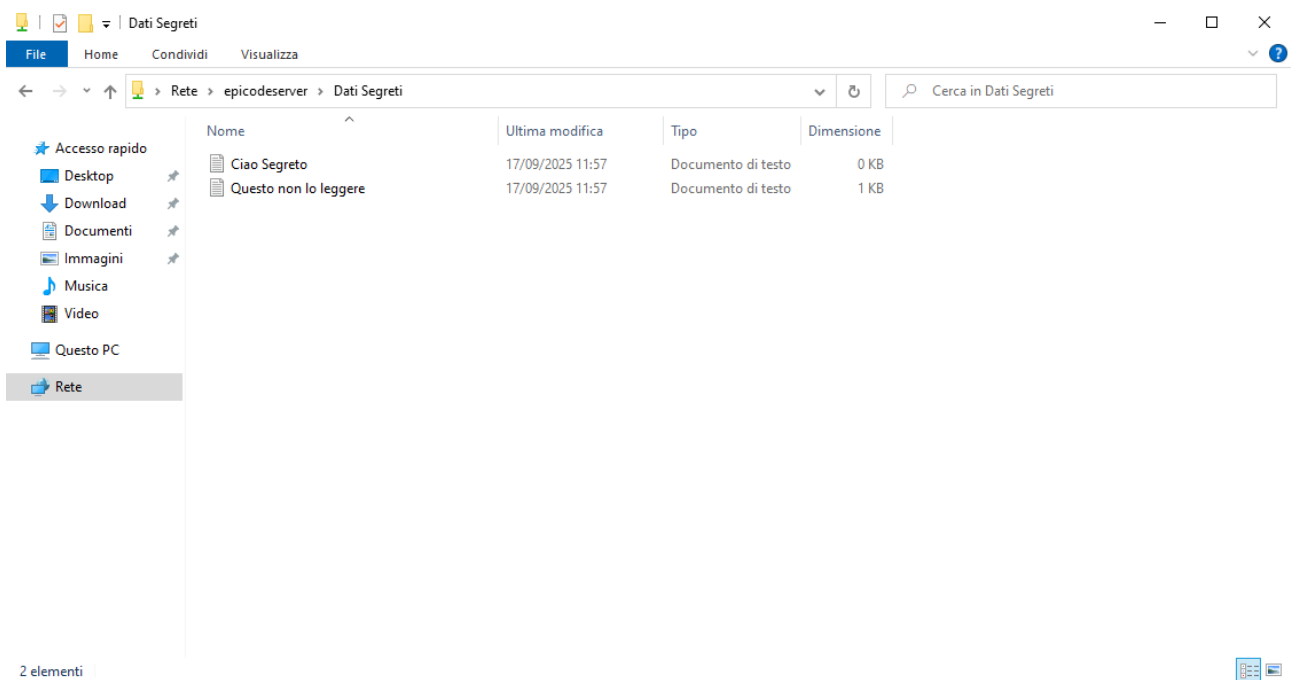 Dati Segreti
File Home Condividi Visualizza
Rete epicodeserver Dati Segreti
Cerca in Dati Segreti
Accesso rapido
Desktop
Download
Documenti
Immagini
Musica
Video
Questo PC
Rete
Nome Ultima modifica Tipo Dimensione
Ciao Segreto 17/09/2025 11:57 Documento di testo 0 KB
Questo non lo leggere 17/09/2025 11:57 Documento di testo 1 KB
2 elementi